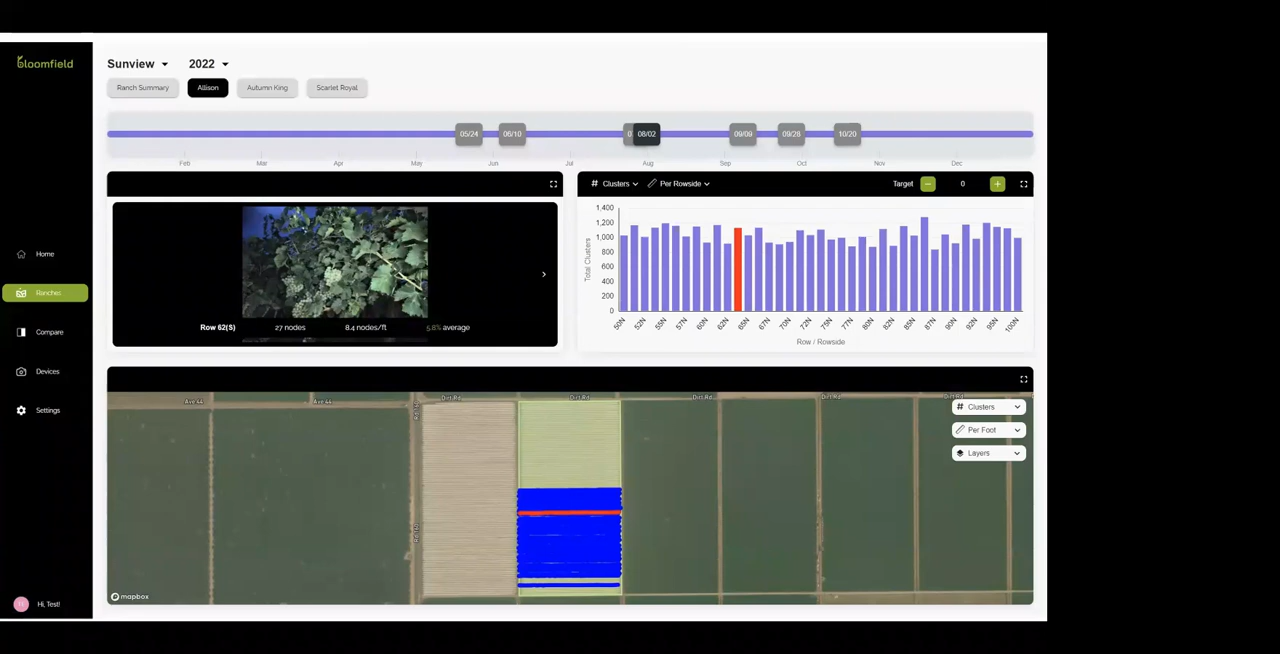 bloomfield
Sunview
2022
Ranch Summary
Allison
Autumn King
Scarlet Royal
05/24
06/10
08/02
09/09
09/28
10/20
Feb
Mar
Apr
May
Jun
Jul
Aug
Sep
Oct
Nov
Dec
# Clusters
Per Rowside
Target
-
0
+
Home
Ranches
Compare
Devices
Settings
Hi, Test!
Row 62(S)
27 nodes
8.4 nodes/ft
5.8% average
Total Clusters
1,400
1,200
1,000
800
600
400
200
0
50N
52N
55N
57N
60N
62N
65N
67N
70N
72N
75N
77N
80N
82N
85N
87N
90N
92N
95N
100N
Row / Rowside
Ave 44
Ave 44
Dirt Rd
Dirt Rd
Dirt Rd
Dirt Rd
Dirt Rd
# Clusters
Per Foot
Layers
mapbox